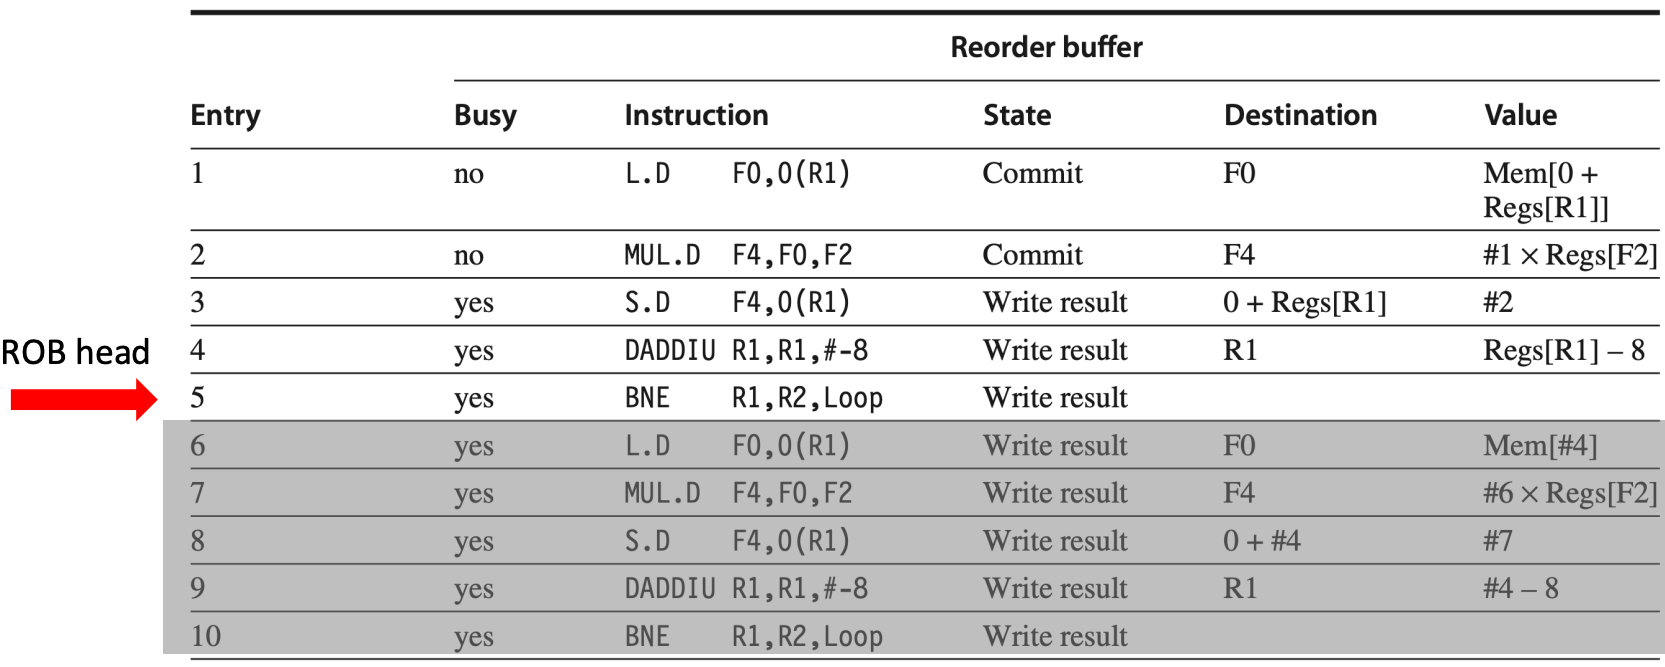 Reorder buffer
Entry Busy Instruction State Destination Value
1 no L.D F0,0(R1) Commit F0 Mem[0 +
Regs[R1]]
2 no MUL.D F4,F0,F2 Commit F4 #1 × Regs[F2]
3 yes S.D F4,0(R1) Write result 0 + Regs[R1] #2
ROB head
4 yes DADDIU R1,R1,#-8 Write result R1 Regs[R1] – 8
5 yes BNE R1,R2,Loop Write result
6 yes L.D F0,0(R1) Write result F0 Mem[#4]
7 yes MUL.D F4,F0,F2 Write result F4 #6 × Regs[F2]
8 yes S.D F4,0(R1) Write result 0 + #4 #7
9 yes DADDIU R1,R1,#-8 Write result R1 #4 – 8
10 yes BNE R1,R2,Loop Write result